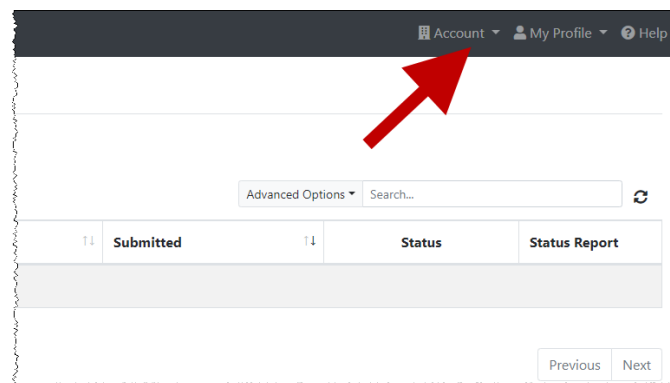 Account My Profile Help
Advanced Options Search...
Submitted Status Status Report
Previous Next